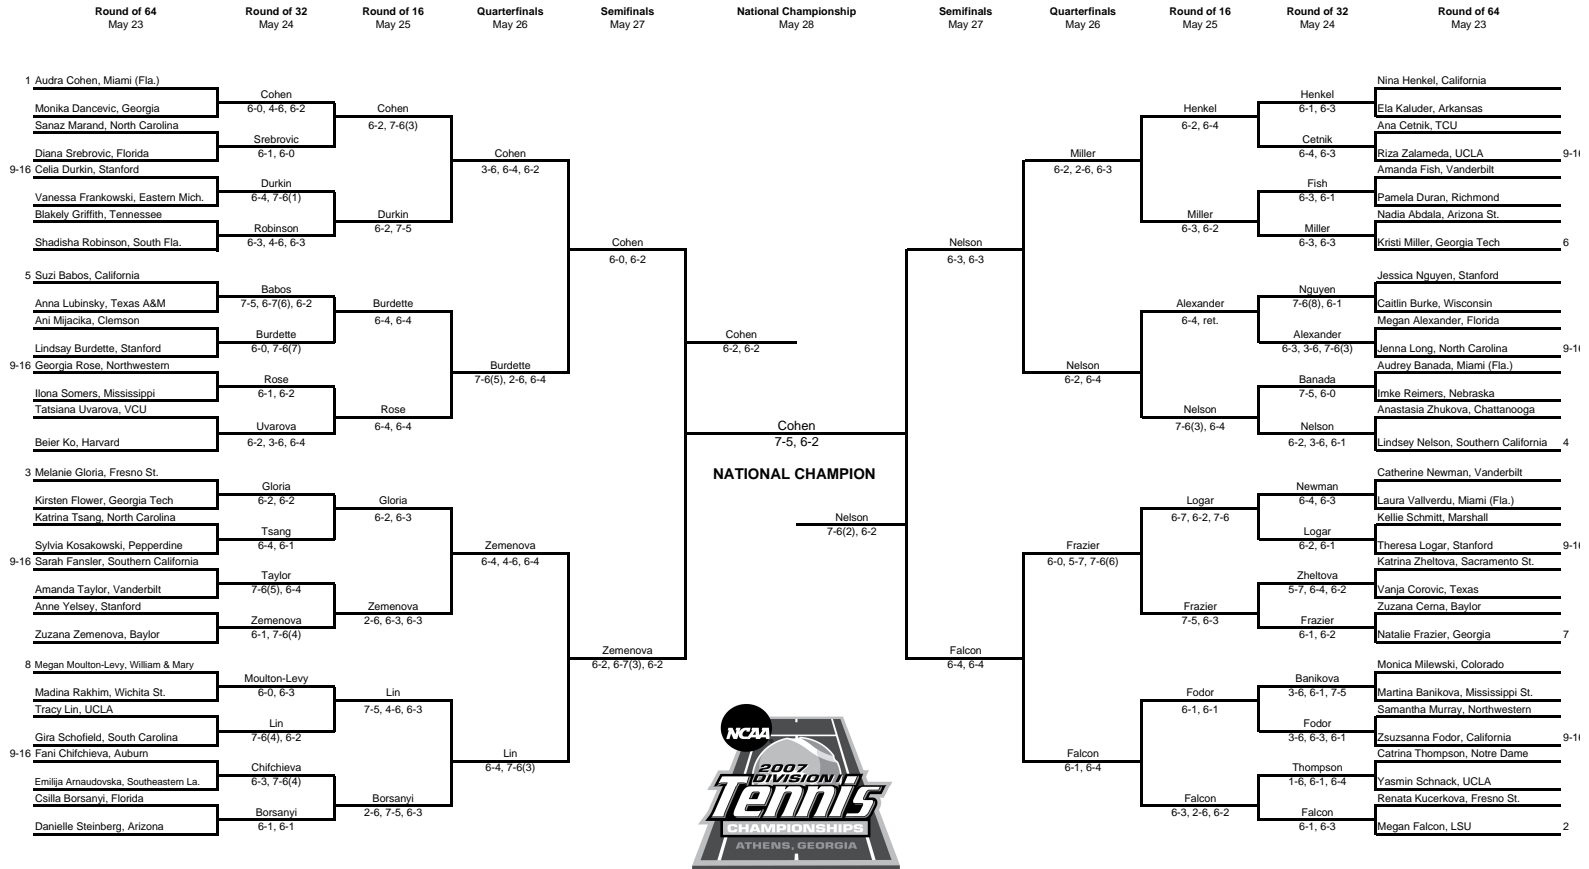 Round of 64 Round of 32 Round of 16 Quarterfinals Semifinals National Championship Semifinals Quarterfinals Round of 16 Round of 32 Round of 64
May 23 May 24 May 25 May 26 May 27 May 28 May 27 May 26 May 25 May 24 May 23
1 Audra Cohen, Miami (Fla.)
Monika Dancevic, Georgia
Sanaz Marand, North Carolina
Diana Srebrovic, Florida
9-16 Celia Durkin, Stanford
Vanessa Frankowski, Eastern Mich.
Blakely Griffith, Tennessee
Shadisha Robinson, South Fla.
5 Suzi Babos, California
Anna Lubinsky, Texas A&M
Ani Mijacika, Clemson
Lindsay Burdette, Stanford
9-16 Georgia Rose, Northwestern
Ilona Somers, Mississippi
Tatsiana Uvarova, VCU
Beier Ko, Harvard
3 Melanie Gloria, Fresno St.
Kirsten Flower, Georgia Tech
Katrina Tsang, North Carolina
Sylvia Kosakowski, Pepperdine
9-16 Sarah Fansler, Southern California
Amanda Taylor, Vanderbilt
Anne Yelsey, Stanford
Zuzana Zemenova, Baylor
8 Megan Moulton-Levy, William & Mary
Madina Rakhim, Wichita St.
Tracy Lin, UCLA
Gira Schofield, South Carolina
9-16 Fani Chifchieva, Auburn
Emilija Arnaudovska, Southeastern La.
Csilla Borsanyi, Florida
Danielle Steinberg, Arizona
Cohen
6-0, 4-6, 6-2
Srebrovic
6-1, 6-0
Durkin
6-4, 7-6(1)
Robinson
6-3, 4-6, 6-3
Babos
7-5, 6-7(6), 6-2
Burdette
6-0, 7-6(7)
Rose
6-1, 6-2
Uvarova
6-2, 3-6, 6-4
Gloria
6-2, 6-2
Tsang
6-4, 6-1
Taylor
7-6(5), 6-4
Zemenova
6-1, 7-6(4)
Moulton-Levy
6-0, 6-3
Lin
7-6(4), 6-2
Chifchieva
6-3, 7-6(4)
Borsanyi
6-1, 6-1
Cohen
6-2, 7-6(3)
Durkin
6-2, 7-5
Burdette
6-4, 6-4
Rose
6-4, 6-4
Gloria
6-2, 6-3
Zemenova
2-6, 6-3, 6-3
Lin
7-5, 4-6, 6-3
Borsanyi
2-6, 7-5, 6-3
Cohen
3-6, 6-4, 6-2
Burdette
7-6(5), 2-6, 6-4
Zemenova
6-4, 4-6, 6-4
Lin
6-4, 7-6(3)
Cohen
6-0, 6-2
Zemenova
6-2, 6-7(3), 6-2
Cohen
6-2, 6-2
Cohen
7-5, 6-2
NATIONAL CHAMPION
Nelson
7-6(2), 6-2
NCAA
2007
DIVISION I
Tennis
CHAMPIONSHIPS
ATHENS, GEORGIA
Nelson
6-3, 6-3
Falcon
6-4, 6-4
Miller
6-2, 2-6, 6-3
Nelson
6-2, 6-4
Frazier
6-0, 5-7, 7-6(6)
Falcon
6-1, 6-4
Henkel
6-2, 6-4
Miller
6-3, 6-2
Alexander
6-4, ret.
Nelson
7-6(3), 6-4
Logar
6-7, 6-2, 7-6
Frazier
7-5, 6-3
Fodor
6-1, 6-1
Falcon
6-3, 2-6, 6-2
Henkel
6-1, 6-3
Cetnik
6-4, 6-3
Fish
6-3, 6-1
Miller
6-3, 6-3
Nguyen
7-6(8), 6-1
Alexander
6-3, 3-6, 7-6(3)
Banada
7-5, 6-0
Nelson
6-2, 3-6, 6-1
Newman
6-4, 6-3
Logar
6-2, 6-1
Zheltova
5-7, 6-4, 6-2
Frazier
6-1, 6-2
Banikova
3-6, 6-1, 7-5
Fodor
3-6, 6-3, 6-1
Thompson
1-6, 6-1, 6-4
Falcon
6-1, 6-3
Nina Henkel, California
Ela Kaluder, Arkansas
Ana Cetnik, TCU
Riza Zalameda, UCLA 9-16
Amanda Fish, Vanderbilt
Pamela Duran, Richmond
Nadia Abdala, Arizona St.
Kristi Miller, Georgia Tech 6
Jessica Nguyen, Stanford
Caitlin Burke, Wisconsin
Megan Alexander, Florida
Jenna Long, North Carolina 9-16
Audrey Banada, Miami (Fla.)
Imke Reimers, Nebraska
Anastasia Zhukova, Chattanooga
Lindsey Nelson, Southern California 4
Catherine Newman, Vanderbilt
Laura Vallverdu, Miami (Fla.)
Kellie Schmitt, Marshall
Theresa Logar, Stanford 9-16
Katrina Zheltova, Sacramento St.
Vanja Corovic, Texas
Zuzana Cerna, Baylor
Natalie Frazier, Georgia 7
Monica Milewski, Colorado
Martina Banikova, Mississippi St.
Samantha Murray, Northwestern
Zsuzsanna Fodor, California 9-16
Catrina Thompson, Notre Dame
Yasmin Schnack, UCLA
Renata Kucerkova, Fresno St.
Megan Falcon, LSU 2